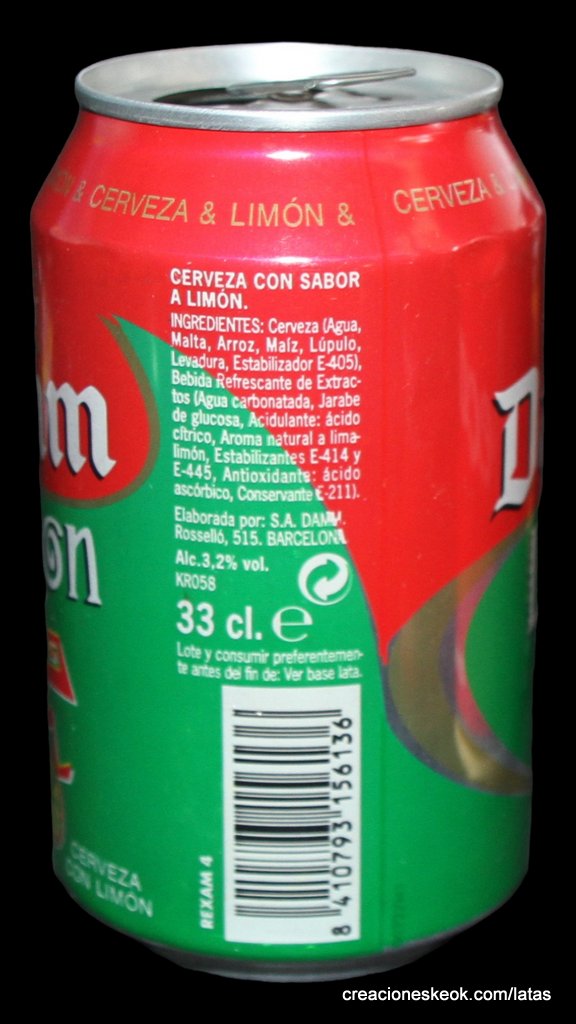 & CERVEZA & LIMÓN & CERVEZA &
CERVEZA CON SABOR
A LIMÓN.
INGREDIENTES: Cerveza (Agua,
Malta, Arroz, Maíz, Lúpulo,
Levadura, Estabilizador E-405),
Bebida Refrescante de Extrac-
tos (Agua carbonatada, Jarabe
de glucosa, Acidulante: ácido
cítrico, Aroma natural a lima-
limón, Estabilizantes E-414 y
E-445, Antioxidante: ácido
ascórbico, Conservante E-211).
Elaborada por: S.A. DAMM.
Rosselló, 515. BARCELONA
Alc.3,2% vol.
KR058
33 cl. e
Lote y consumir preferentemen-
te antes del fin de: Ver base lata.
8 410793 156136
REXAM 4
CERVEZA
CON LIMÓN
creacioneskeok.com/latas